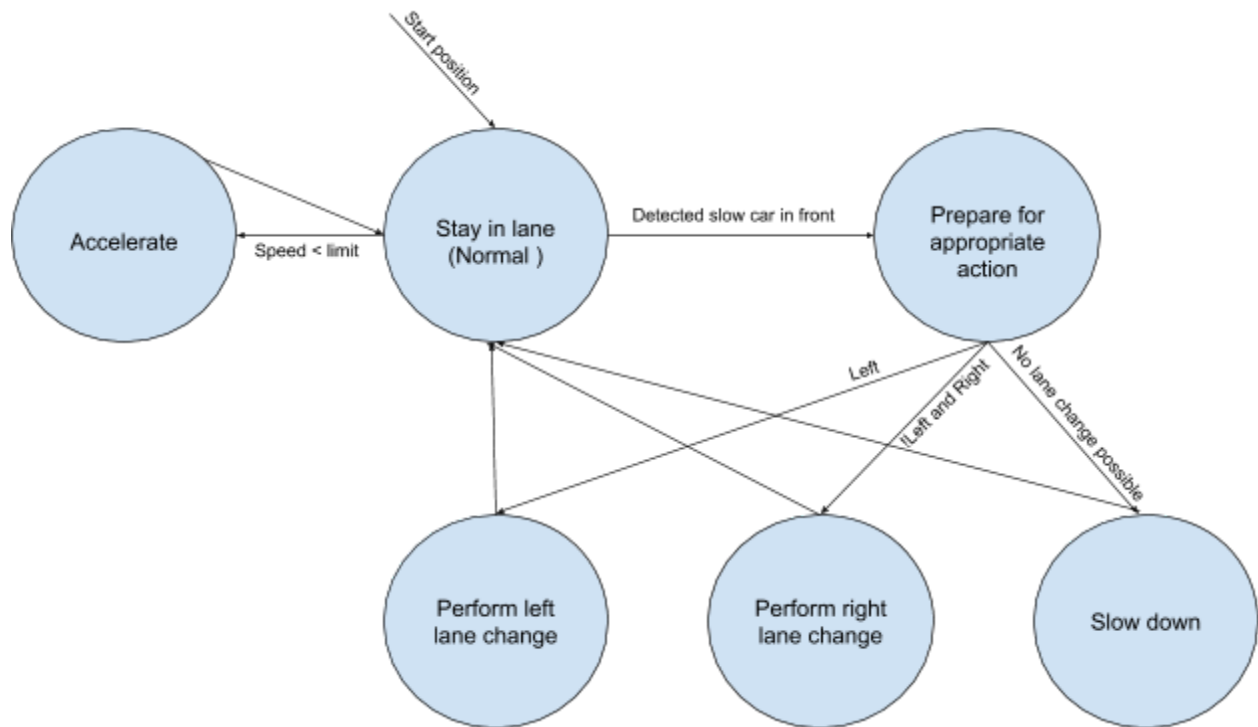 Start position
Accelerate
Speed < limit
Stay in lane
(Normal )
Detected slow car in front
Prepare for
appropriate
action
Left
!Left and Right
No lane change possible
Perform left
lane change
Perform right
lane change
Slow down